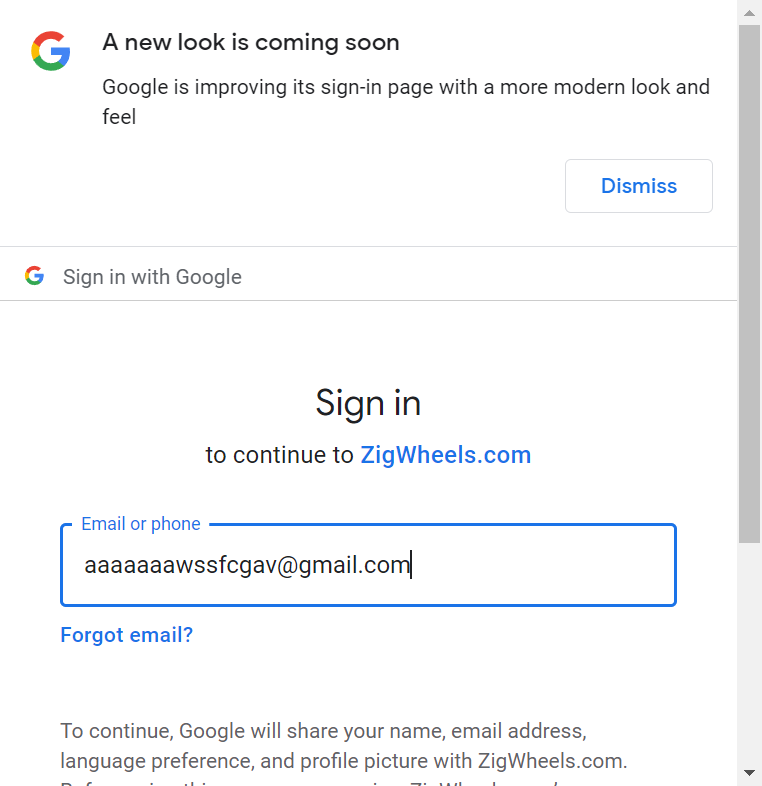 A new look is coming soon
Google is improving its sign-in page with a more modern look and
feel
Dismiss
Sign in with Google
Sign in
to continue to ZigWheels.com
Email or phone
aaaaaaawssfcgav@gmail.com
Forgot email?
To continue, Google will share your name, email address,
language preference, and profile picture with ZigWheels.com.